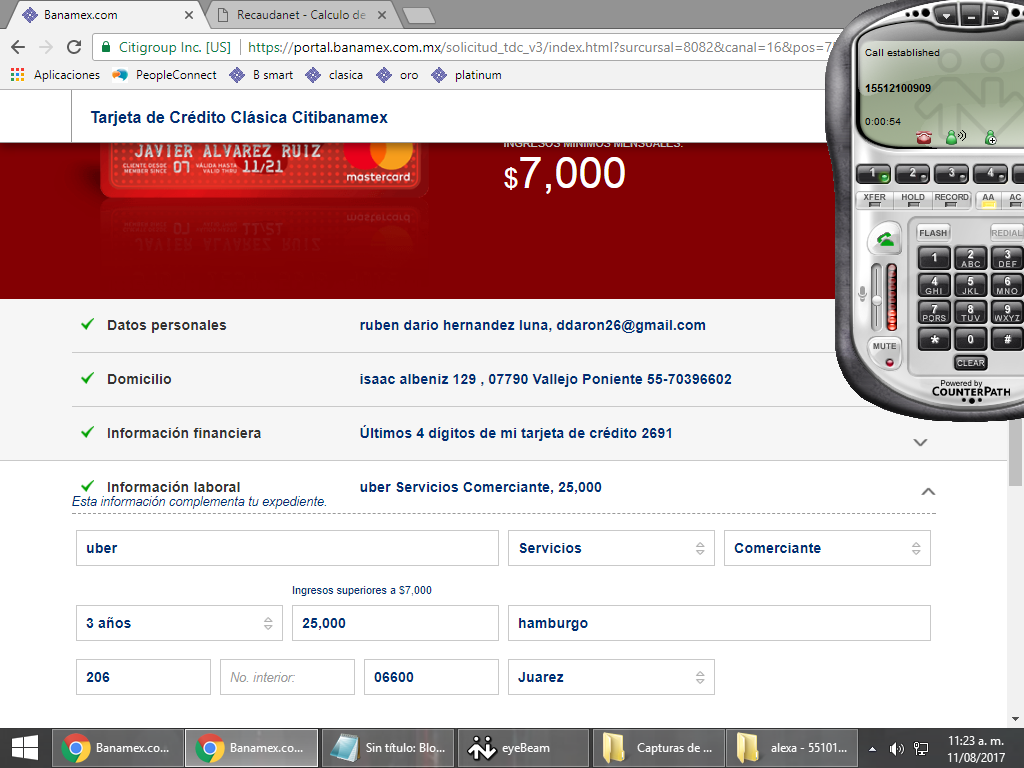 Banamex.com
Recaudanet - Calculo de
Citigroup Inc. [US]
https://portal.banamex.com.mx/solicitud_tdc_v3/index.html?surcursal=8082&canal=16&pos=7
Aplicaciones
PeopleConnect
B smart
clasica
oro
platinum
Tarjeta de Crédito Clásica Citibanamex
JAVIER ALVAREZ RUIZ
CLIENTE DESDE
MEMBER SINCE
07
VÁLIDA HASTA
VALID THRU
11/21
mastercard
INGRESOS MÍNIMOS MENSUALES:
$7,000
Datos personales
ruben dario hernandez luna, ddaron26@gmail.com
Domicilio
isaac albeniz 129 , 07790 Vallejo Poniente 55-70396602
Información financiera
Últimos 4 dígitos de mi tarjeta de crédito 2691
Información laboral
uber Servicios Comerciante, 25,000
Esta información complementa tu expediente.
uber
Servicios
Comerciante
Ingresos superiores a $7,000
3 años
25,000
hamburgo
206
No. interior:
06600
Juarez
Call established
15512100909
0:00:54
1
2
3
4
XFER
HOLD
RECORD
AA
AC
FLASH
REDIAL
1
2
ABC
3
DEF
4
GHI
5
JKL
6
MNO
7
PQRS
8
TUV
9
WXYZ
*
0
#
MUTE
CLEAR
Powered by
COUNTERPATH
Banamex.co...
Banamex.co...
Sin título: Blo...
eyeBeam
Capturas de ...
alexa - 55101...
11:23 a. m.
11/08/2017